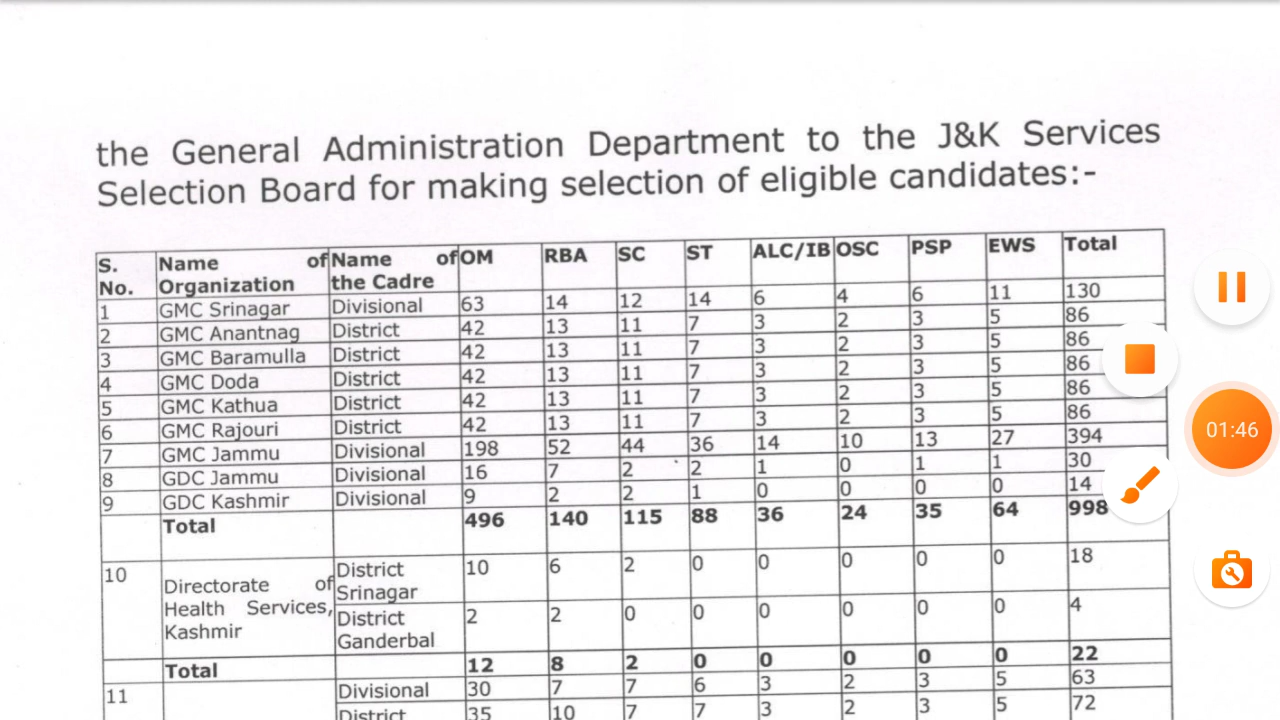 the General Administration Department to the J&K Services
Selection Board for making selection of eligible candidates:-
S. No. Name of Organization Name of the Cadre OM RBA SC ST ALC/IB OSC PSP EWS Total
1 GMC Srinagar Divisional 63 14 12 14 6 4 6 11 130
2 GMC Anantnag District 42 13 11 7 3 2 3 5 86
3 GMC Baramulla District 42 13 11 7 3 2 3 5 86
4 GMC Doda District 42 13 11 7 3 2 3 5 86
5 GMC Kathua District 42 13 11 7 3 2 3 5 86
6 GMC Rajouri District 42 13 11 7 3 2 3 5 86
7 GMC Jammu Divisional 198 52 44 36 14 10 13 27 394
8 GDC Jammu Divisional 16 7 2 2 1 0 1 1 30
9 GDC Kashmir Divisional 9 2 2 1 0 0 0 0 14
Total 496 140 115 88 36 24 35 64 998
10 Directorate of Health Services, Kashmir District Srinagar 10 6 2 0 0 0 0 0 18
District Ganderbal 2 2 0 0 0 0 0 0 4
Total 12 8 2 0 0 0 0 0 22
11 Divisional 30 7 7 6 3 2 3 5 63
District 35 10 7 7 3 2 3 5 72
01:46